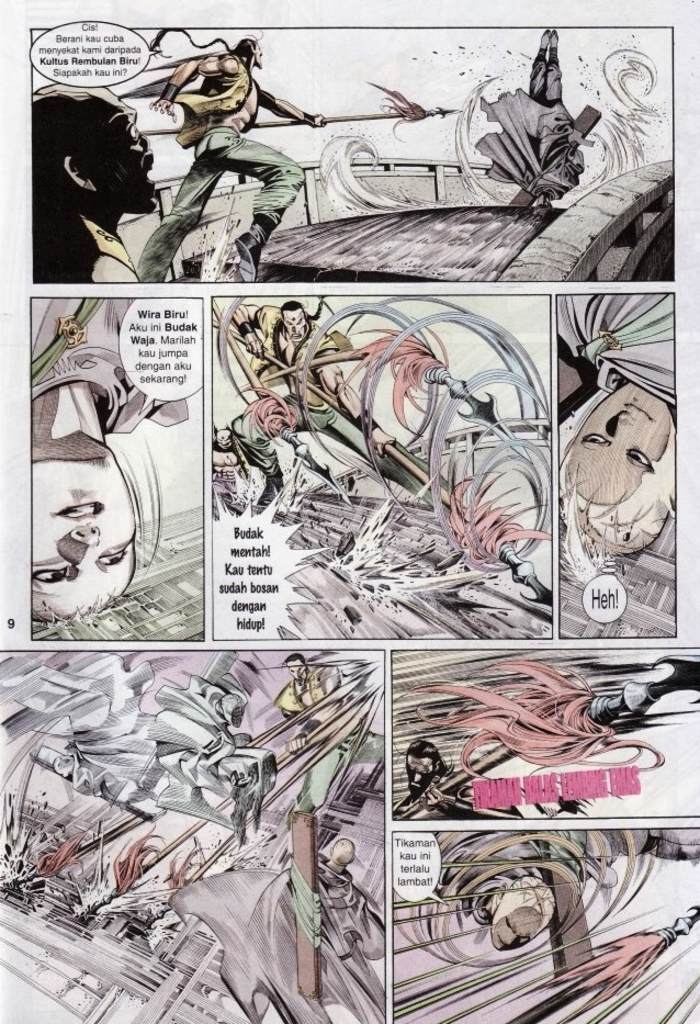 Cis!
Berani kau cuba
menyekat kami daripada
Kultus Rembulan Biru!
Siapakah kau ini?
Wira Biru!
Aku ini Budak
Waja. Marilah
kau jumpa
dengan aku
sekarang!
Budak
mentah!
Kau tentu
sudah bosan
dengan
hidup!
Heh!
9
TIKAMAN
EMAS
Tikaman
kau ini
terlalu
lambat!